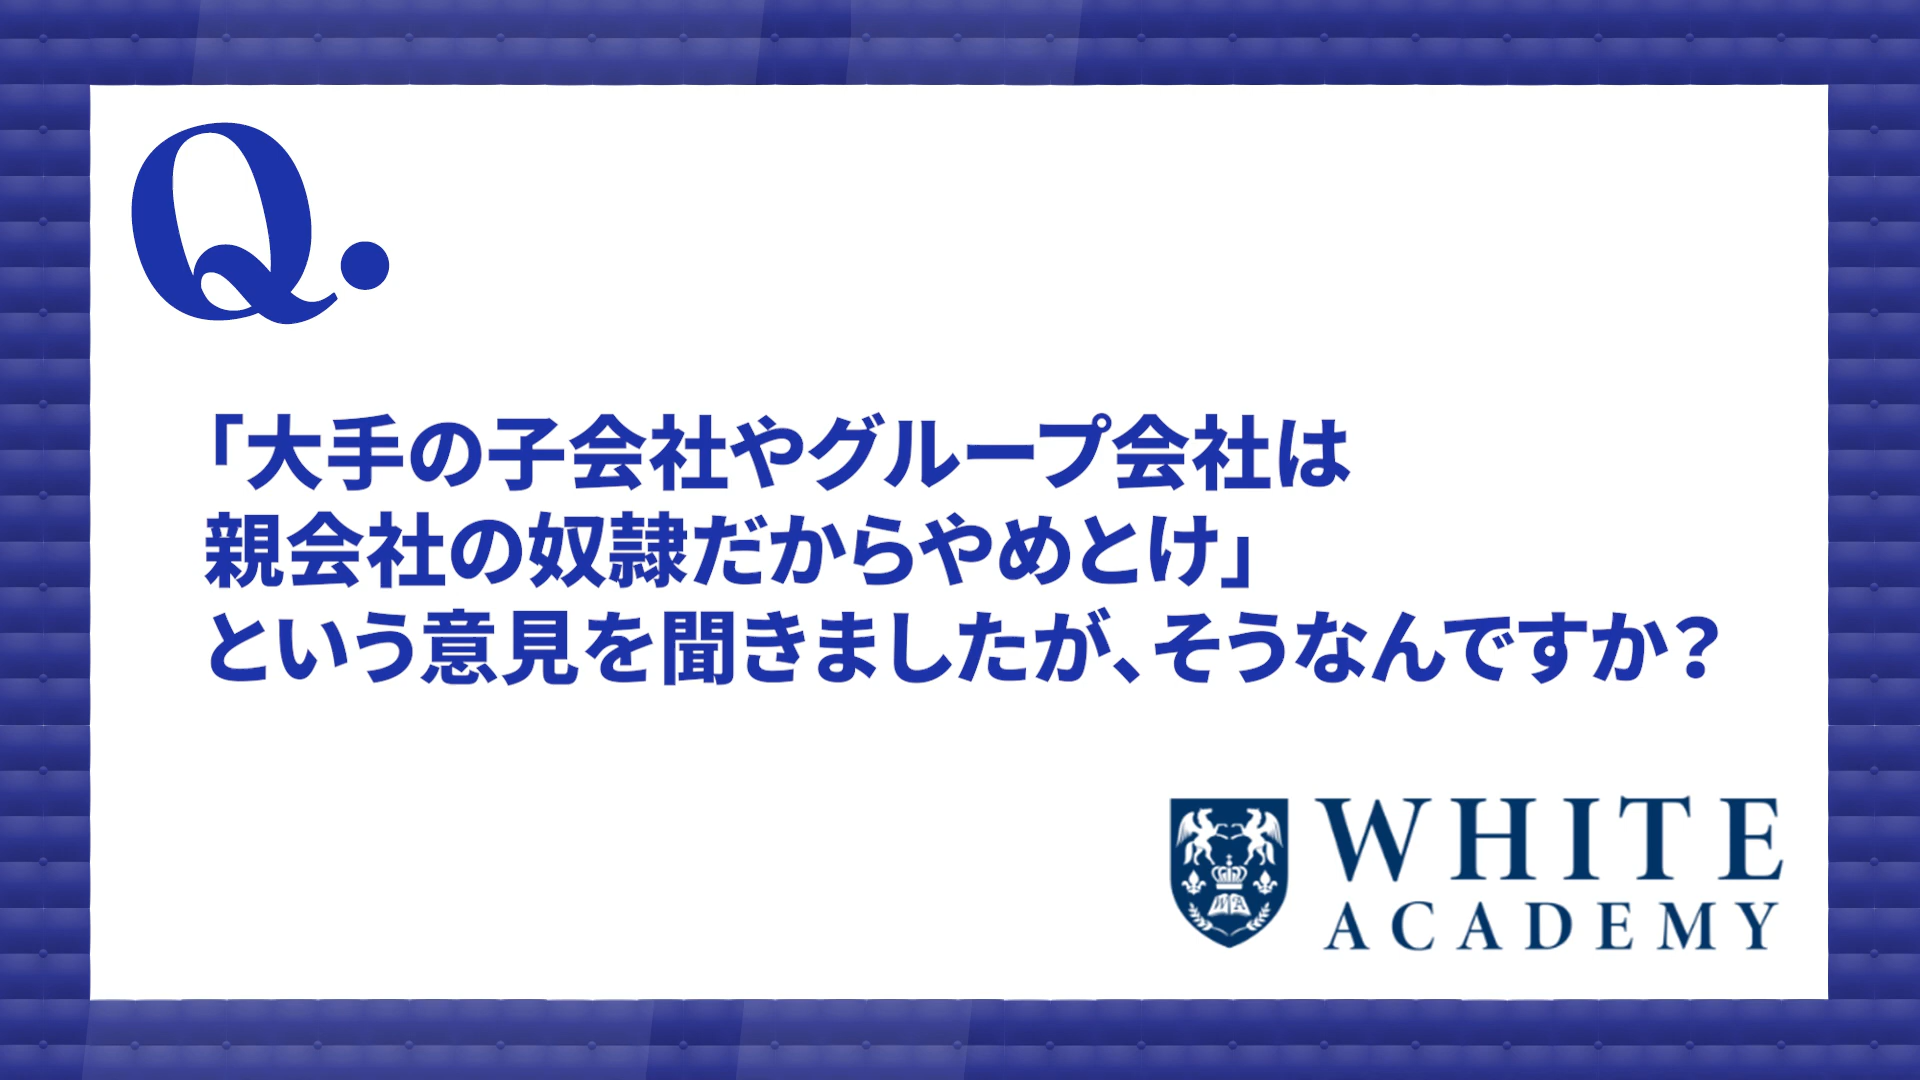 Q.
「大手の子会社やグループ会社は
親会社の奴隷だからやめとけ」
という意見を聞きましたが、そうなんですか？
WHITE
ACADEMY